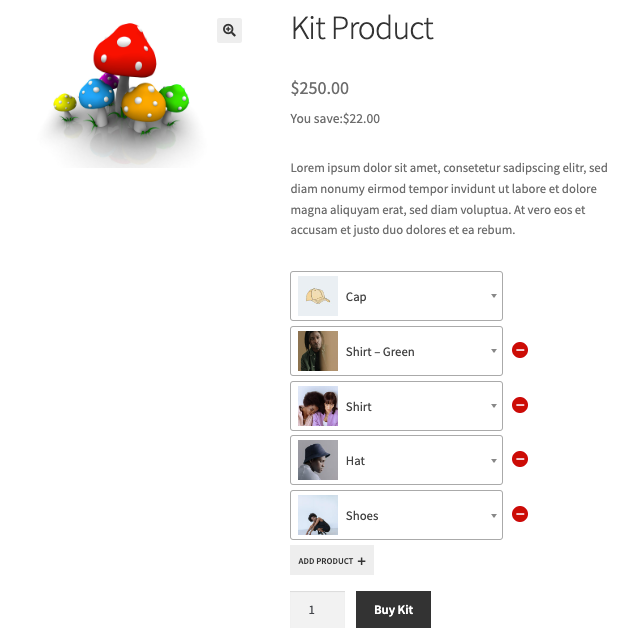 Kit Product
$250.00
You save:$22.00
Lorem ipsum dolor sit amet, consetetur sadipscing elitr, sed
diam nonumy eirmod tempor invidunt ut labore et dolore
magna aliquyam erat, sed diam voluptua. At vero eos et
accusam et justo duo dolores et ea rebum.
Cap
Shirt – Green
Shirt
Hat
Shoes
ADD PRODUCT +
1
Buy Kit